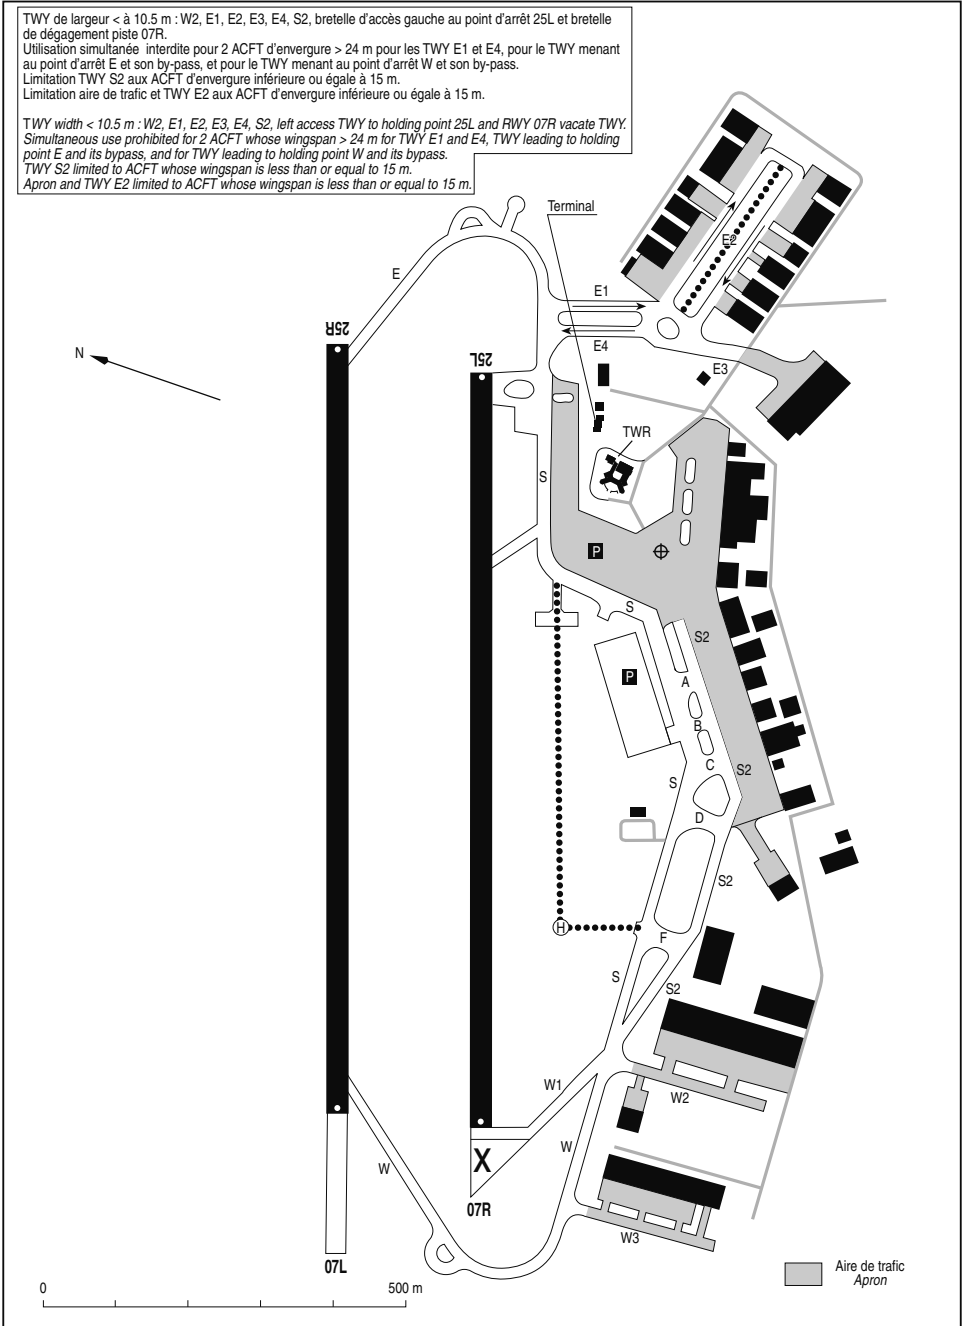 TWY de largeur < à 10.5 m : W2, E1, E2, E3, E4, S2, bretelle d'accès gauche au point d'arrêt 25L et bretelle
de dégagement piste 07R.
Utilisation simultanée interdite pour 2 ACFT d'envergure > 24 m pour les TWY E1 et E4, pour le TWY menant
au point d'arrêt E et son by-pass, et pour le TWY menant au point d'arrêt W et son by-pass.
Limitation TWY S2 aux ACFT d'envergure inférieure ou égale à 15 m.
Limitation aire de trafic et TWY E2 aux ACFT d'envergure inférieure ou égale à 15 m.
TWY width < 10.5 m : W2, E1, E2, E3, E4, S2, left access TWY to holding point 25L and RWY 07R vacate TWY.
Simultaneous use prohibited for 2 ACFT whose wingspan > 24 m for TWY E1 and E4, TWY leading to holding
point E and its bypass, and for TWY leading to holding point W and its bypass.
TWY S2 limited to ACFT whose wingspan is less than or equal to 15 m.
Apron and TWY E2 limited to ACFT whose wingspan is less than or equal to 15 m.
Terminal
E2
E
E1
25R
N
E4
25L
E3
TWR
S
P
S
S2
P
A
B
C
S2
S
D
S2
H
F
S
S2
W1
W2
W
W
X
07R
W3
07L
Aire de trafic
Apron
0
500 m